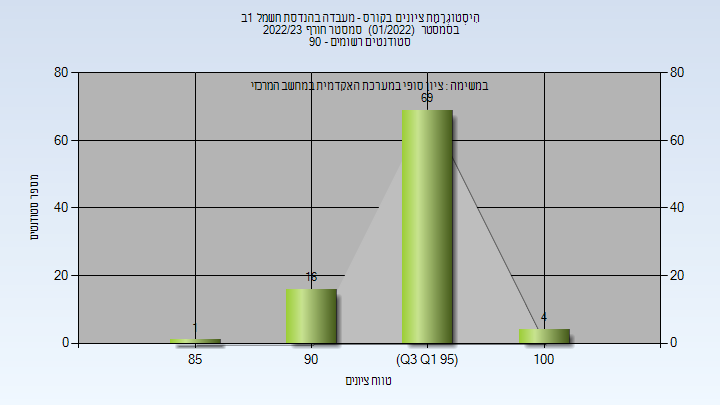 היסטוגרמת ציונים בקורס - מעבדה בהנדסת חשמל 1ב
בסמסטר (01/2022) סמסטר חורף 2022/23
סטודנטים רשומים - 90
במשימה : ציון סופי במערכת האקדמית במחשב המרכזי
80
80
60
60
40
40
20
20
0
0
69
16
4
1
מספר סטודנטים
85
90
(Q3 Q1 95)
100
טווח ציונים